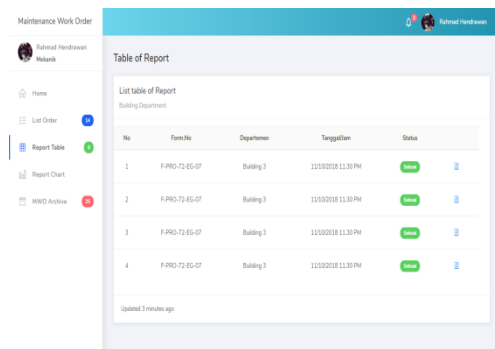 Maintenance Work Order
3
Rahmad Hendrawan
Rahmad Hendrawan
Mekanik
Home
List Order 14
Report Table 4
Report Chart
MWO Archive 35
Table of Report
List table of Report
Building Department
No Form.No Departemen Tanggal/Jam Status
1 F-PRO-72-EG-07 Building 3 11/10/2018 11.30 PM Selesai
2 F-PRO-72-EG-07 Building 3 11/10/2018 11.30 PM Selesai
3 F-PRO-72-EG-07 Building 3 11/10/2018 11.30 PM Selesai
4 F-PRO-72-EG-07 Building 3 11/10/2018 11.30 PM Selesai
Updated 3 minutes ago